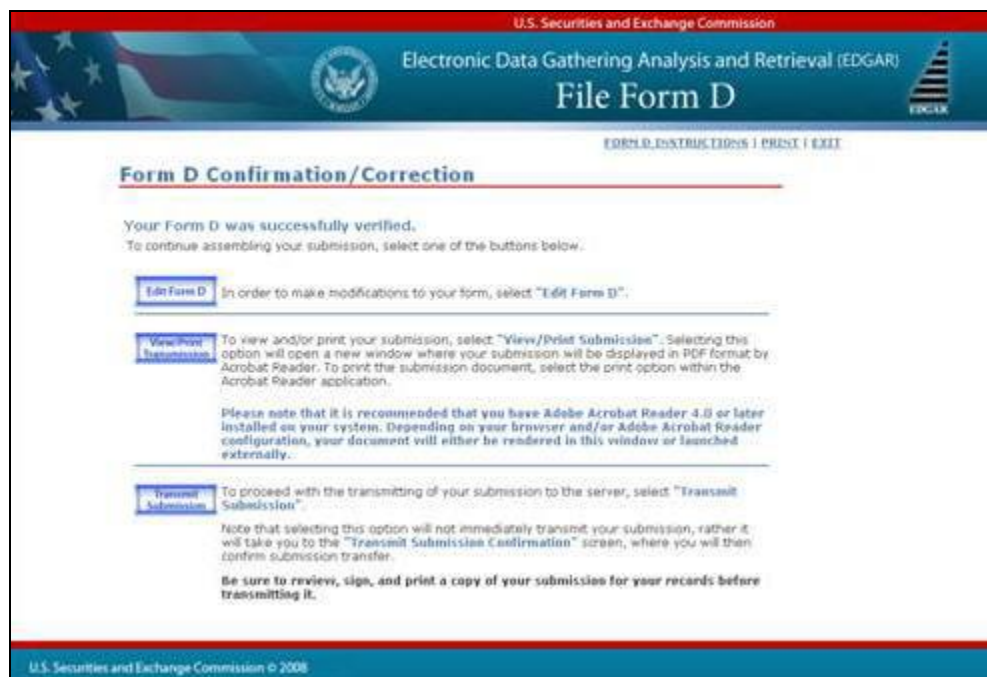 U.S. Securities and Exchange Commission
Electronic Data Gathering Analysis and Retrieval (EDGAR)
File Form D
EDGAR
FORM D INSTRUCTIONS | PRINT | EXIT
Form D Confirmation/Correction
Your Form D was successfully verified.
To continue assembling your submission, select one of the buttons below.
Edit Form D
In order to make modifications to your form, select "Edit Form D".
View/Print
Transmission
To view and/or print your submission, select "View/Print Submission". Selecting this
option will open a new window where your submission will be displayed in PDF format by
Acrobat Reader. To print the submission document, select the print option within the
Acrobat Reader application.
Please note that it is recommended that you have Adobe Acrobat Reader 4.0 or later
installed on your system. Depending on your browser and/or Adobe Acrobat Reader
configuration, your document will either be rendered in this window or launched
externally.
Transmit
Submission
To proceed with the transmitting of your submission to the server, select "Transmit
Submission".
Note that selecting this option will not immediately transmit your submission, rather it
will take you to the "Transmit Submission Confirmation" screen, where you will then
confirm submission transfer.
Be sure to review, sign, and print a copy of your submission for your records before
transmitting it.
U.S. Securities and Exchange Commission © 2008